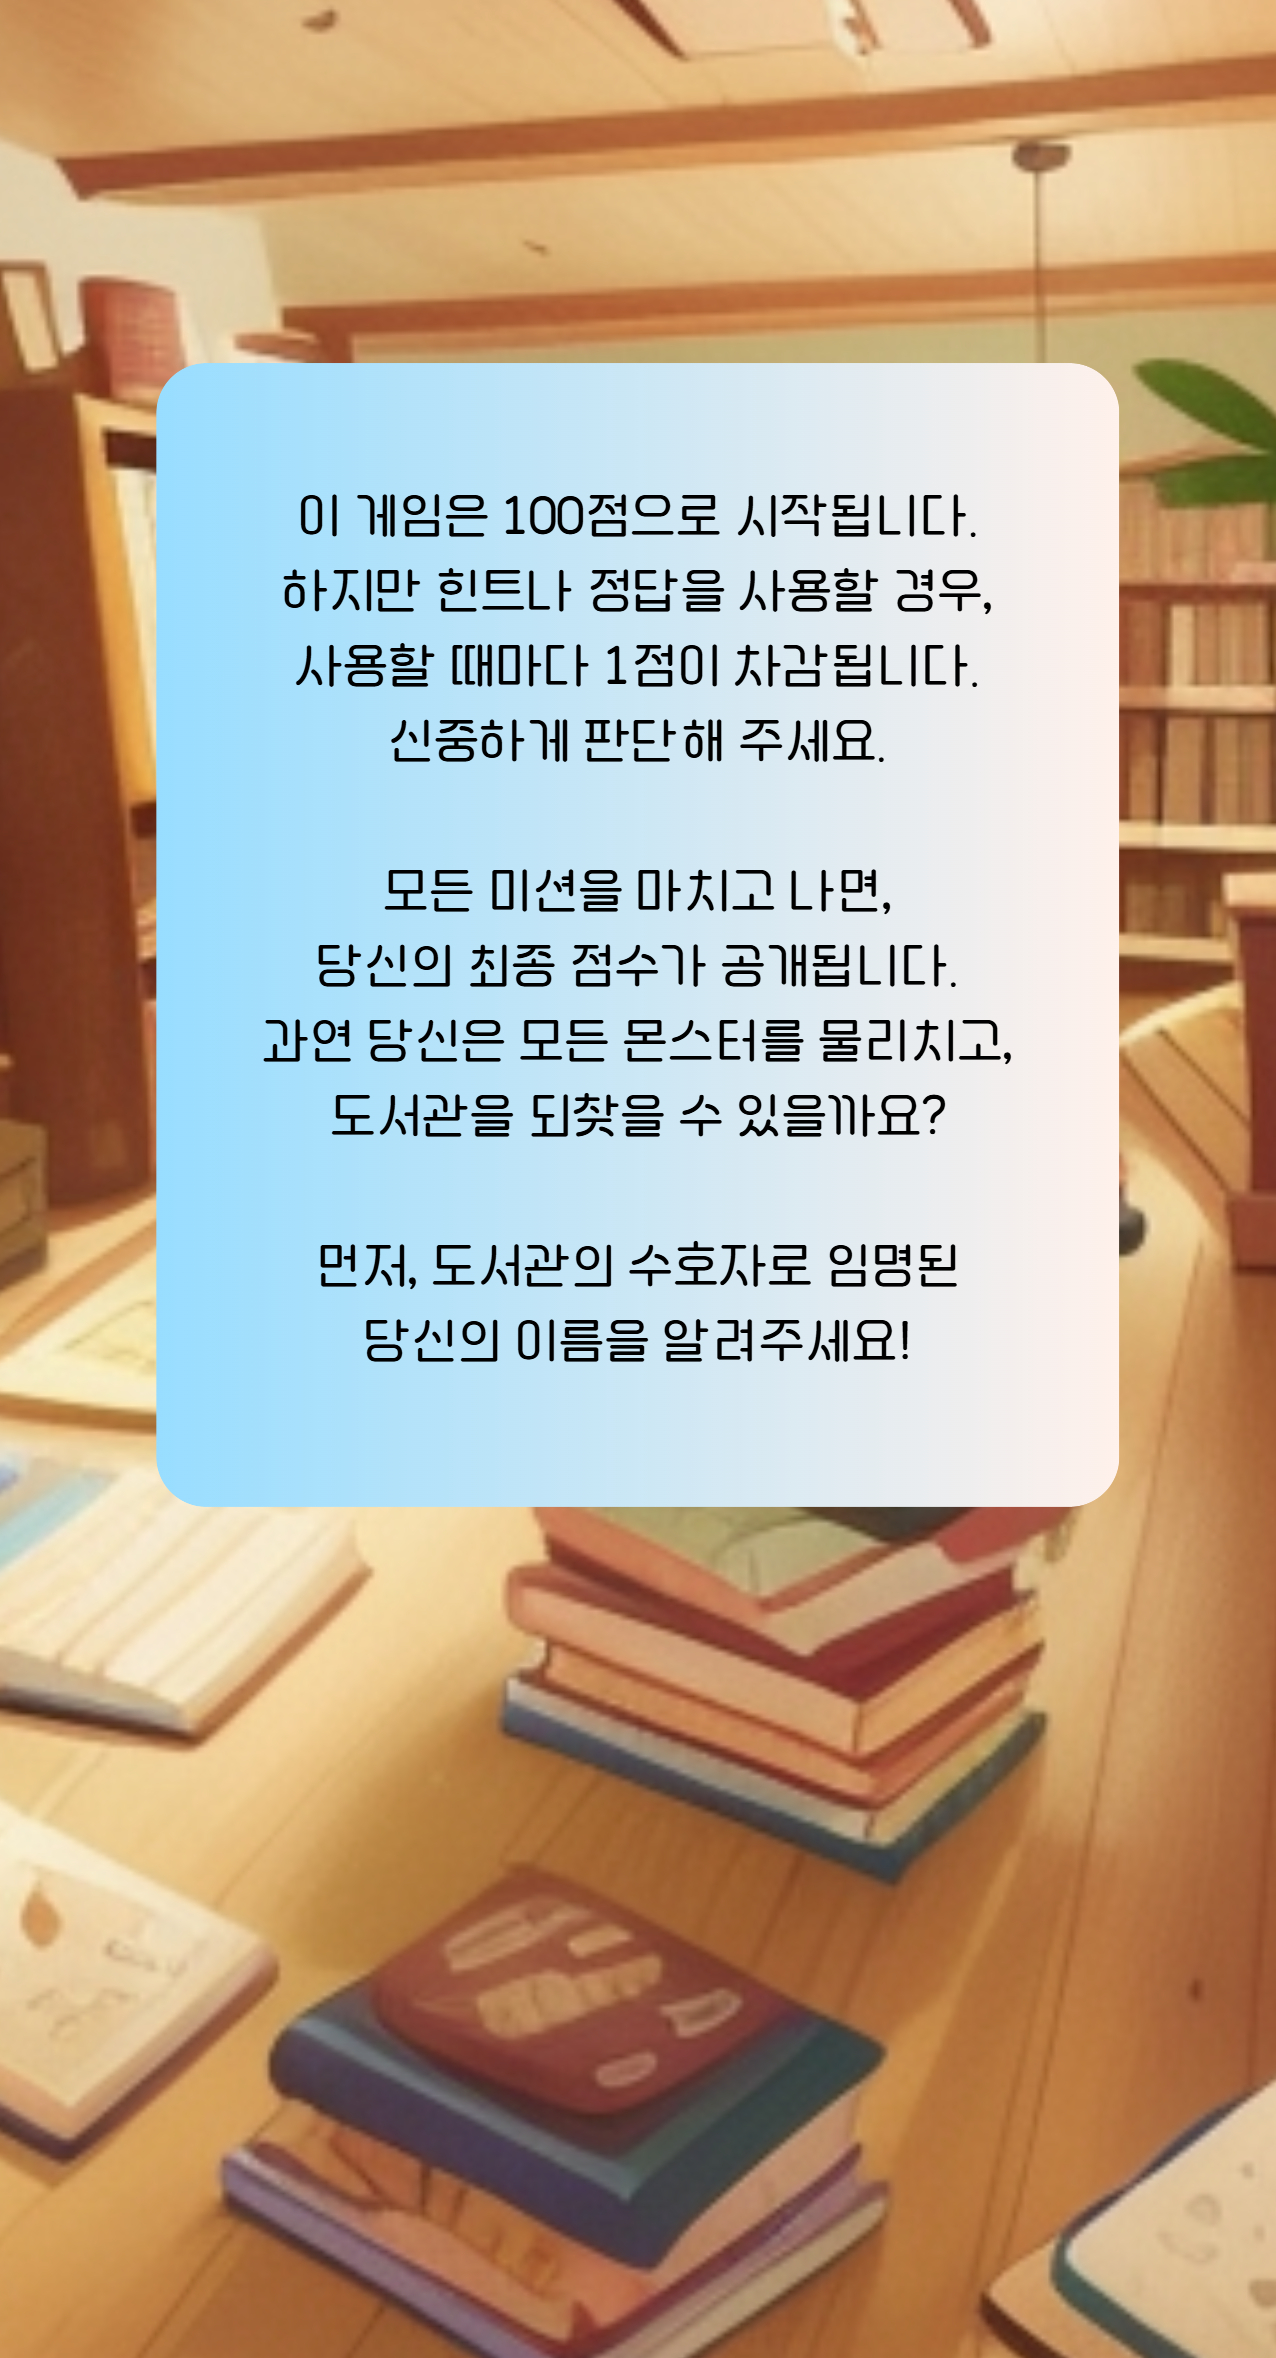 이 게임은 100점으로 시작됩니다.
하지만 힌트나 정답을 사용할 경우,
사용할 때마다 1점이 차감됩니다.
신중하게 판단해 주세요.
모든 미션을 마치고 나면,
당신의 최종 점수가 공개됩니다.
과연 당신은 모든 몬스터를 물리치고,
도서관을 되찾을 수 있을까요?
먼저, 도서관의 수호자로 임명된
당신의 이름을 알려주세요!